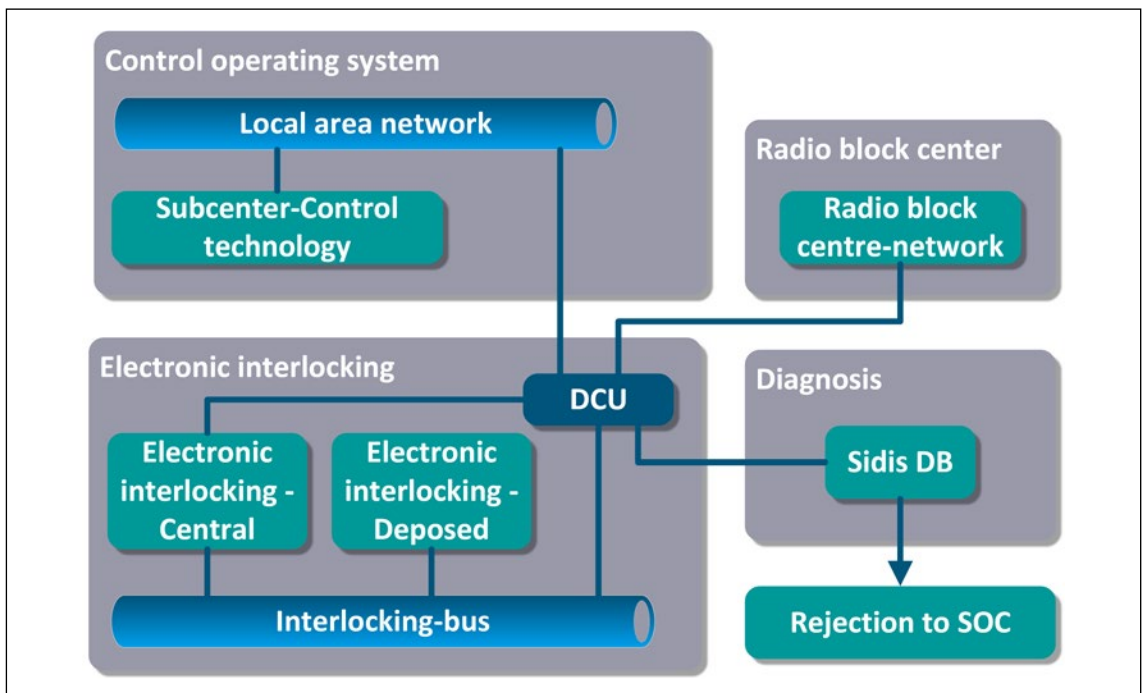 Control operating system
Local area network
Subcenter-Control
technology
Radio block center
Radio block
centre-network
Electronic interlocking
DCU
Electronic
interlocking -
Central
Electronic
interlocking -
Deposed
Interlocking-bus
Diagnosis
Sidis DB
Rejection to SOC